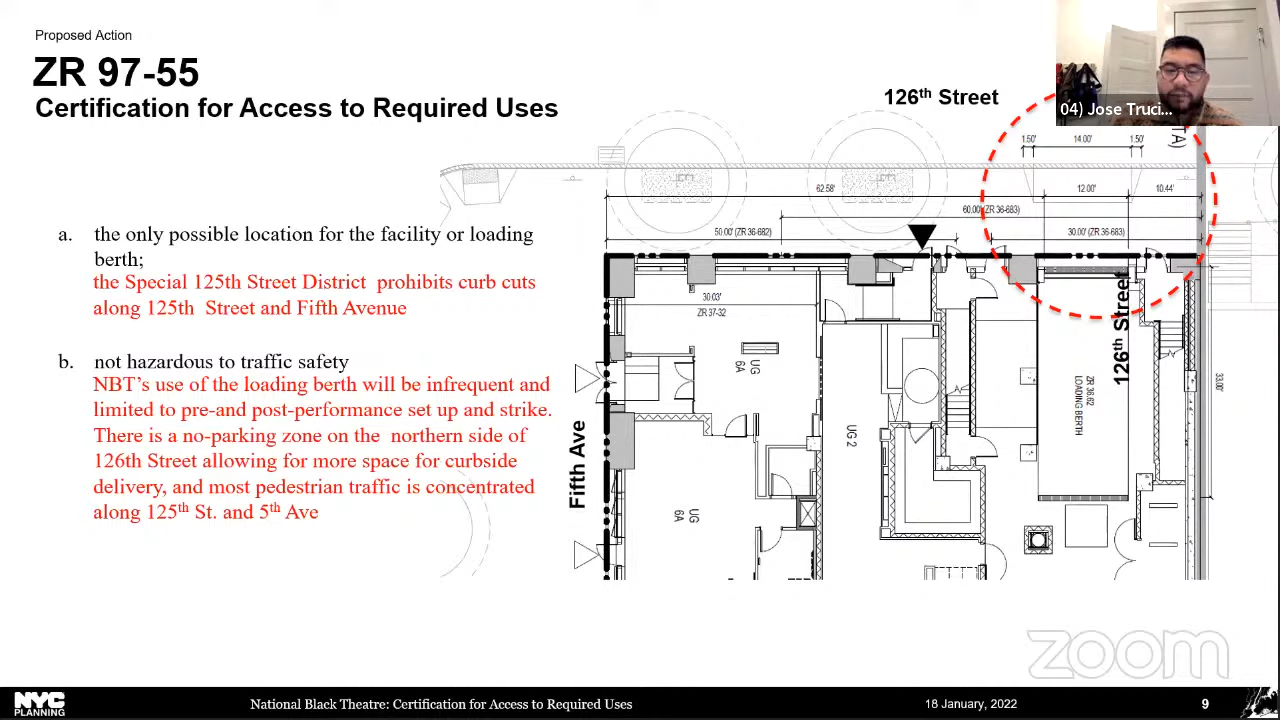 Proposed Action
ZR 97-55
Certification for Access to Required Uses
04) Jose Truci...
126th Street
TA)
1.50'
14.00'
1.50'
62.58'
12.00'
10.44'
60.00' (ZR 36-683)
50.00' (ZR 36-682)
30.00' (ZR 36-683)
a. the only possible location for the facility or loading
berth;
the Special 125th Street District prohibits curb cuts
along 125th Street and Fifth Avenue
b. not hazardous to traffic safety
NBT's use of the loading berth will be infrequent and
limited to pre-and post-performance set up and strike.
There is a no-parking zone on the northern side of
126th Street allowing for more space for curbside
delivery, and most pedestrian traffic is concentrated
along 125th St. and 5th Ave
30.03'
ZR 37-32
UG
6A
UG 2
UG
6A
Fifth Ave
126th Street
ZR 36.62
LOADING BERTH
33.00'
zoom
NYC
PLANNING
National Black Theatre: Certification for Access to Required Uses
18 January, 2022
9